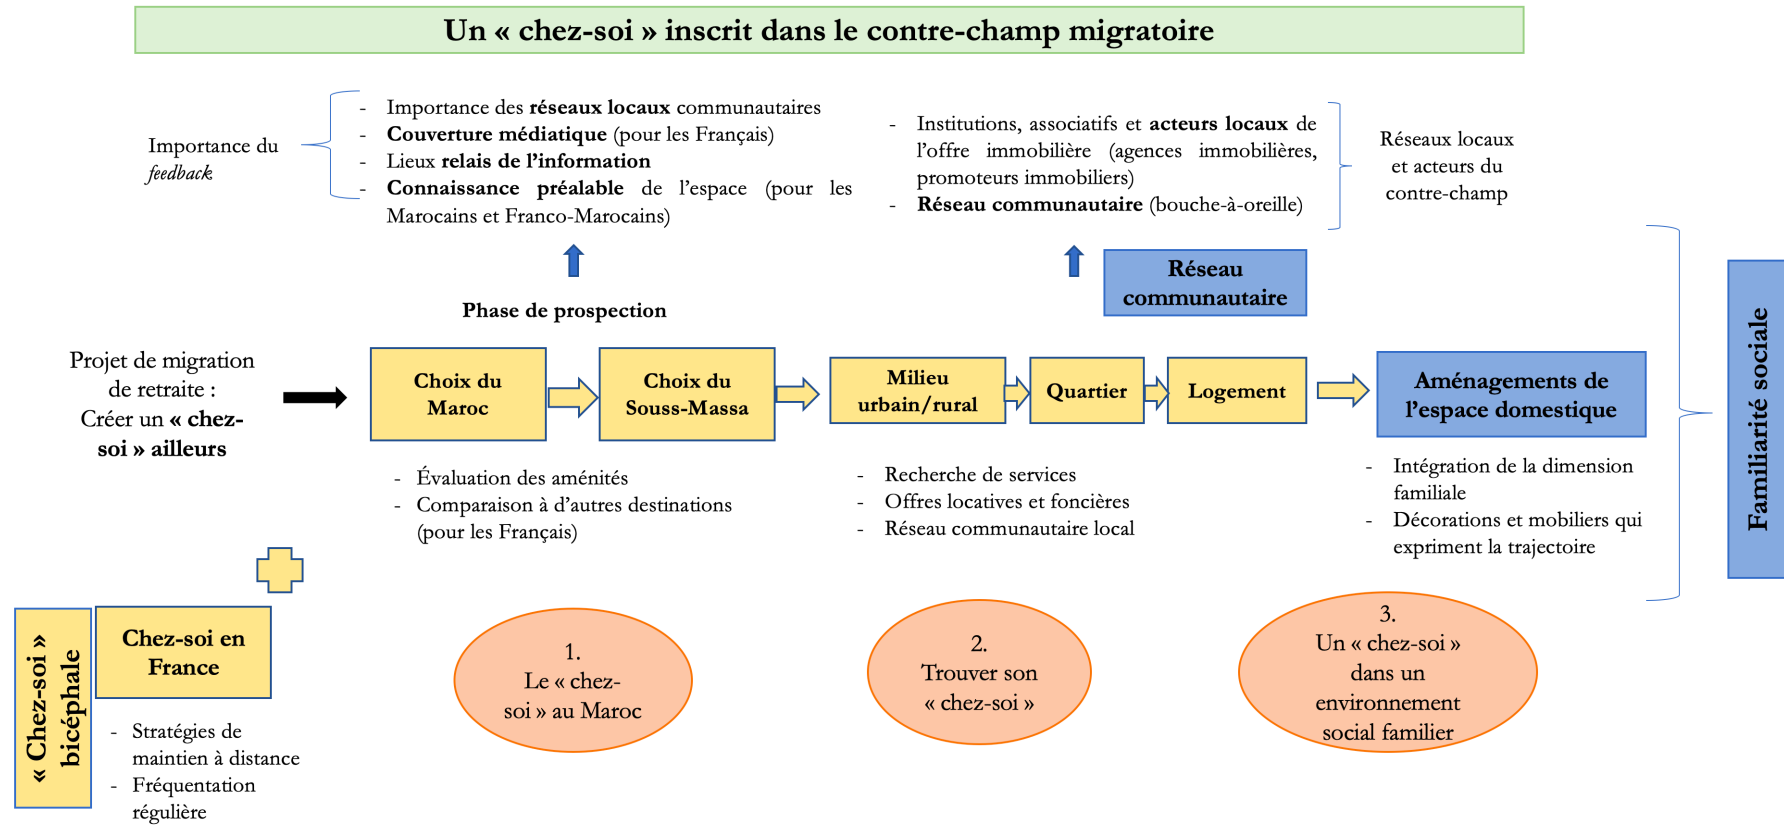 Un « chez-soi » inscrit dans le contre-champ migratoire
Importance du
feedback
- Importance des réseaux locaux communautaires
- Couverture médiatique (pour les Français)
- Lieux relais de l’information
- Connaissance préalable de l’espace (pour les
Marocains et Franco-Marocains)
- Institutions, associatifs et acteurs locaux de
l’offre immobilière (agences immobilières,
promoteurs immobiliers)
- Réseau communautaire (bouche-à-oreille)
Réseaux locaux
et acteurs du
contre-champ
Réseau
communautaire
Phase de prospection
Projet de migration
de retraite :
Créer un « chez-
soi » ailleurs
Choix du
Maroc
Choix du
Souss-Massa
Milieu
urbain/rural
Quartier
Logement
Aménagements de
l’espace domestique
Familiarité sociale
- Évaluation des aménités
- Comparaison à d’autres destinations
(pour les Français)
- Recherche de services
- Offres locatives et foncières
- Réseau communautaire local
- Intégration de la dimension
familiale
- Décorations et mobiliers qui
expriment la trajectoire
« Chez-soi »
bicéphale
Chez-soi en
France
- Stratégies de
maintien à distance
- Fréquentation
régulière
1.
Le « chez-
soi » au Maroc
2.
Trouver son
« chez-soi »
3.
Un « chez-soi »
dans un
environnement
social familier